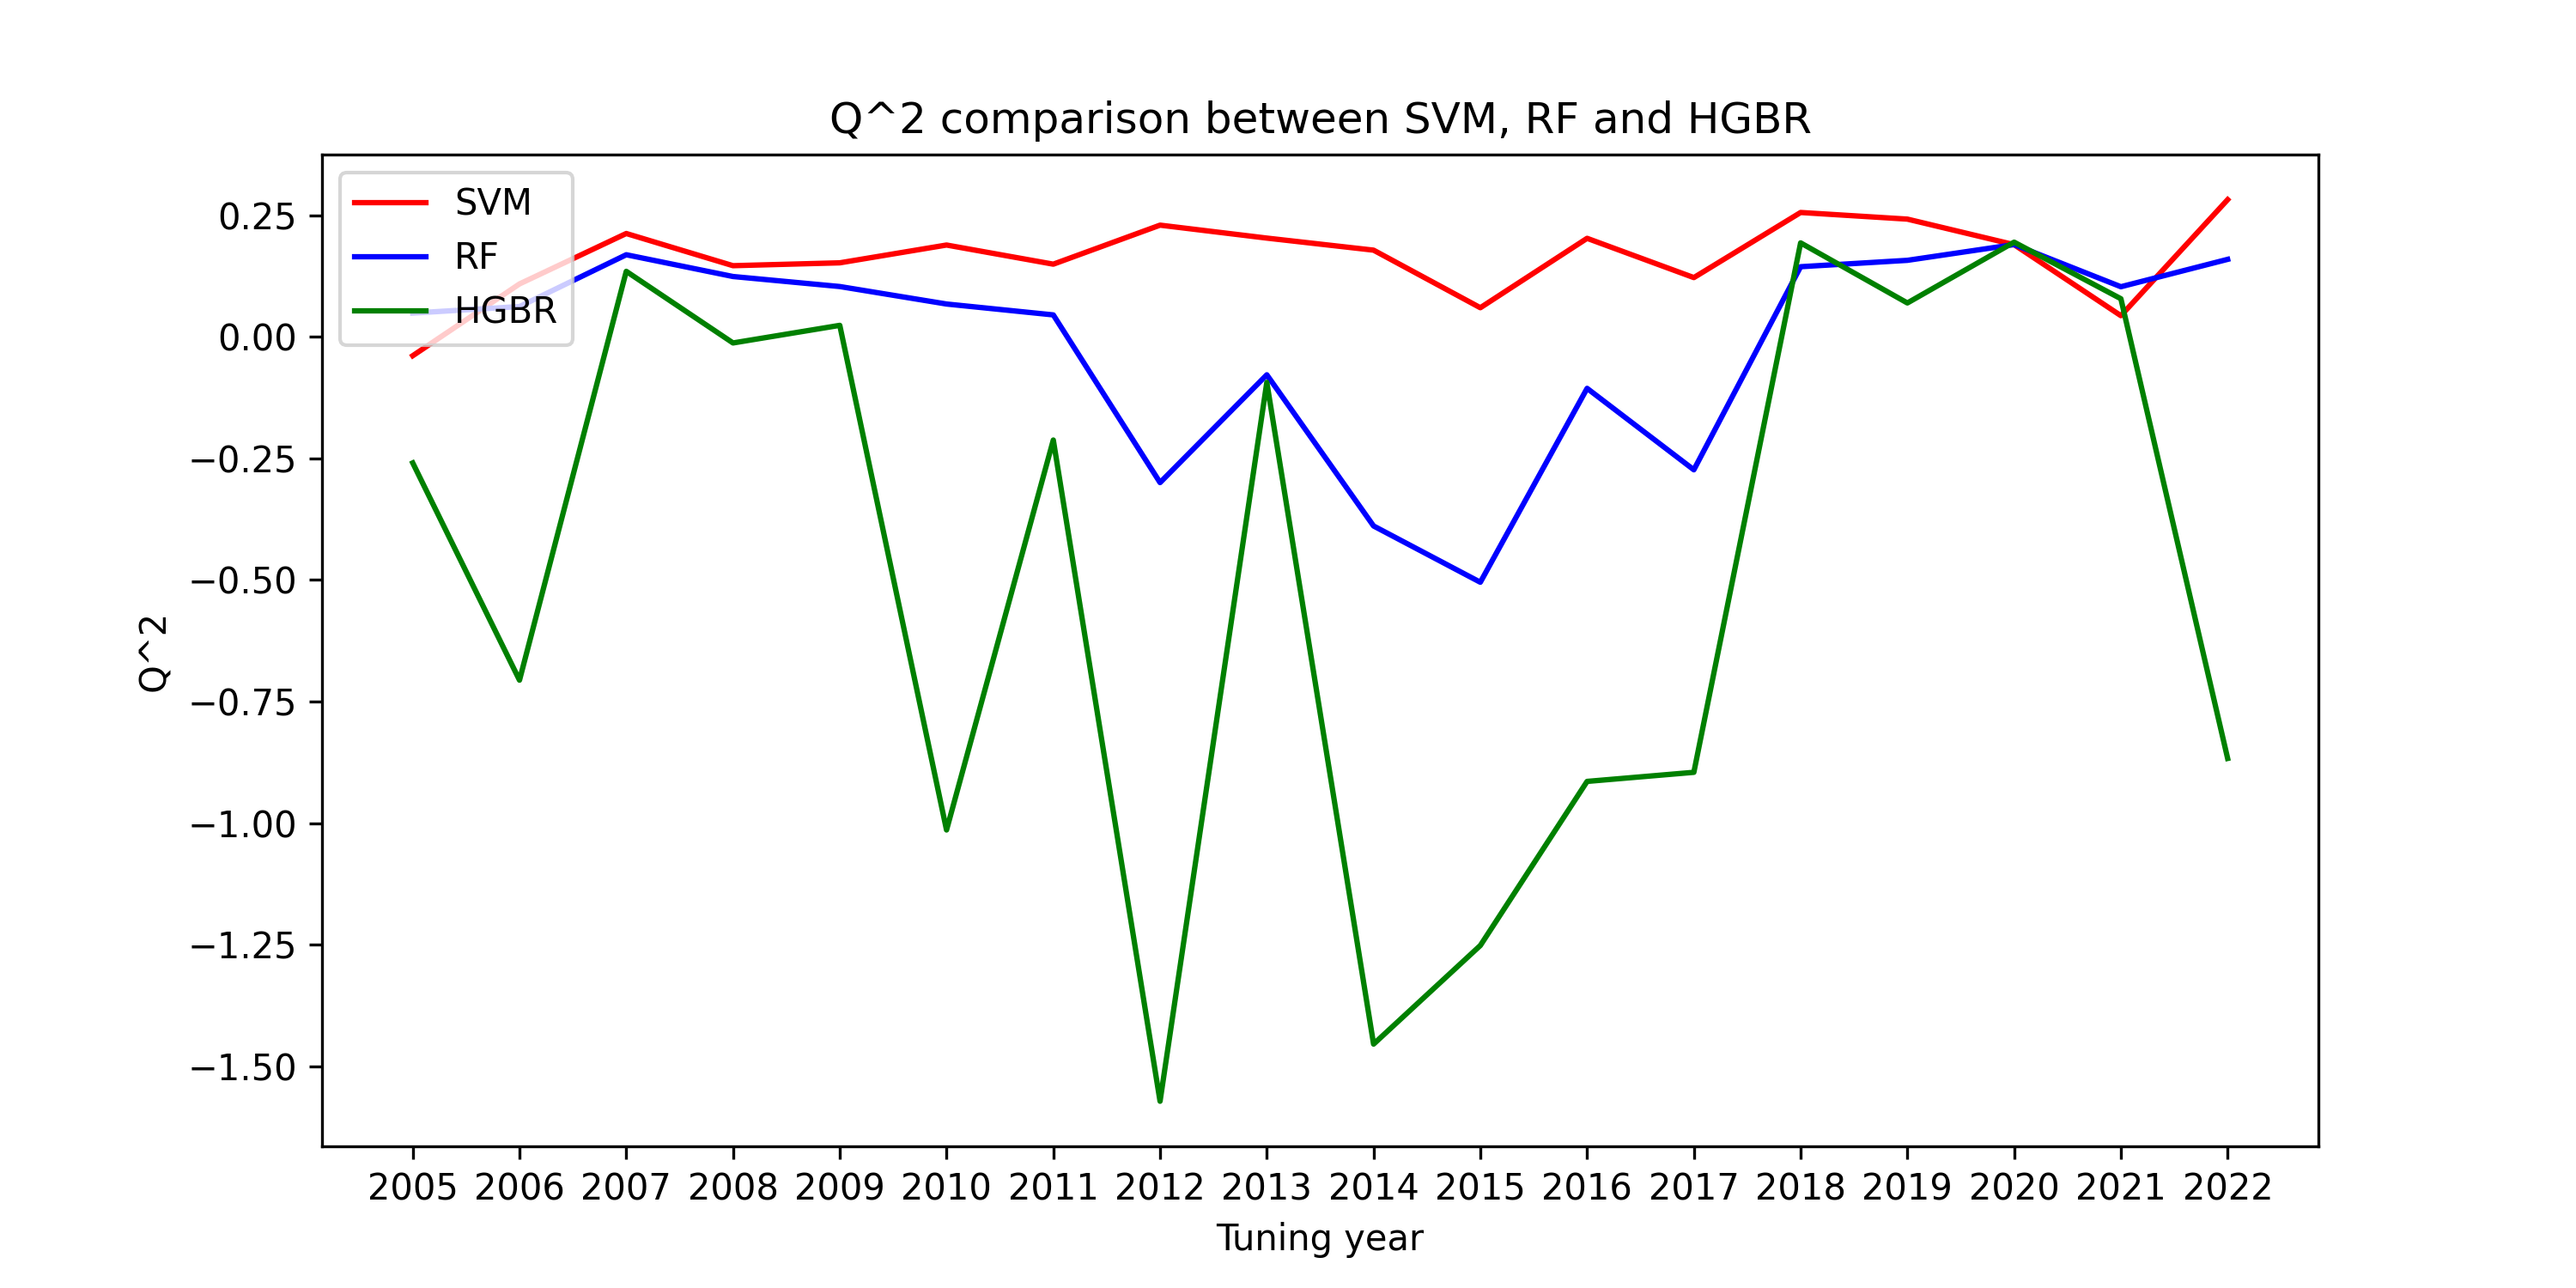 Q^2 comparison between SVM, RF and HGBR
SVM
RF
HGBR
0.25
0.00
−0.25
−0.50
−0.75
−1.00
−1.25
−1.50
Q^2
2005 2006 2007 2008 2009 2010 2011 2012 2013 2014 2015 2016 2017 2018 2019 2020 2021 2022
Tuning year